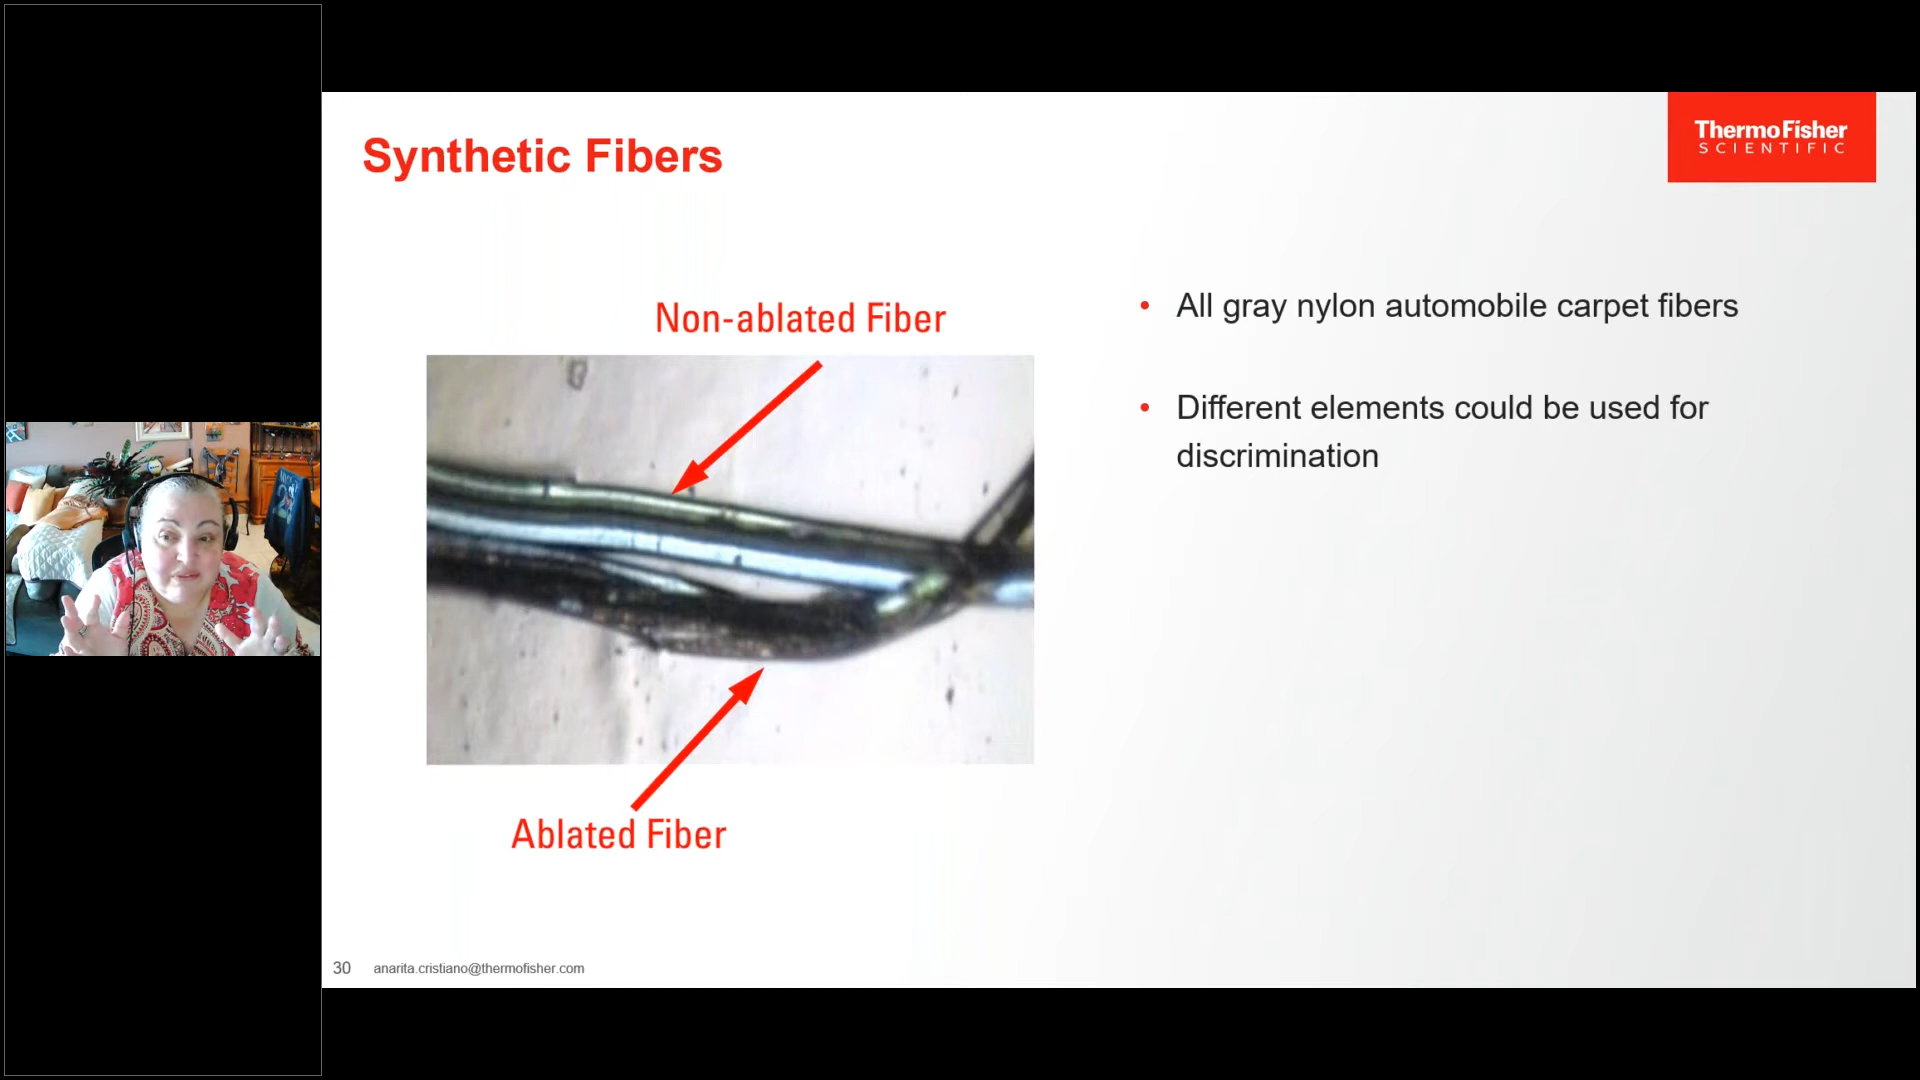 Synthetic Fibers
ThermoFisher
SCIENTIFIC
Non-ablated Fiber
Ablated Fiber
• All gray nylon automobile carpet fibers
• Different elements could be used for
discrimination
30 anarita.cristiano@thermofisher.com